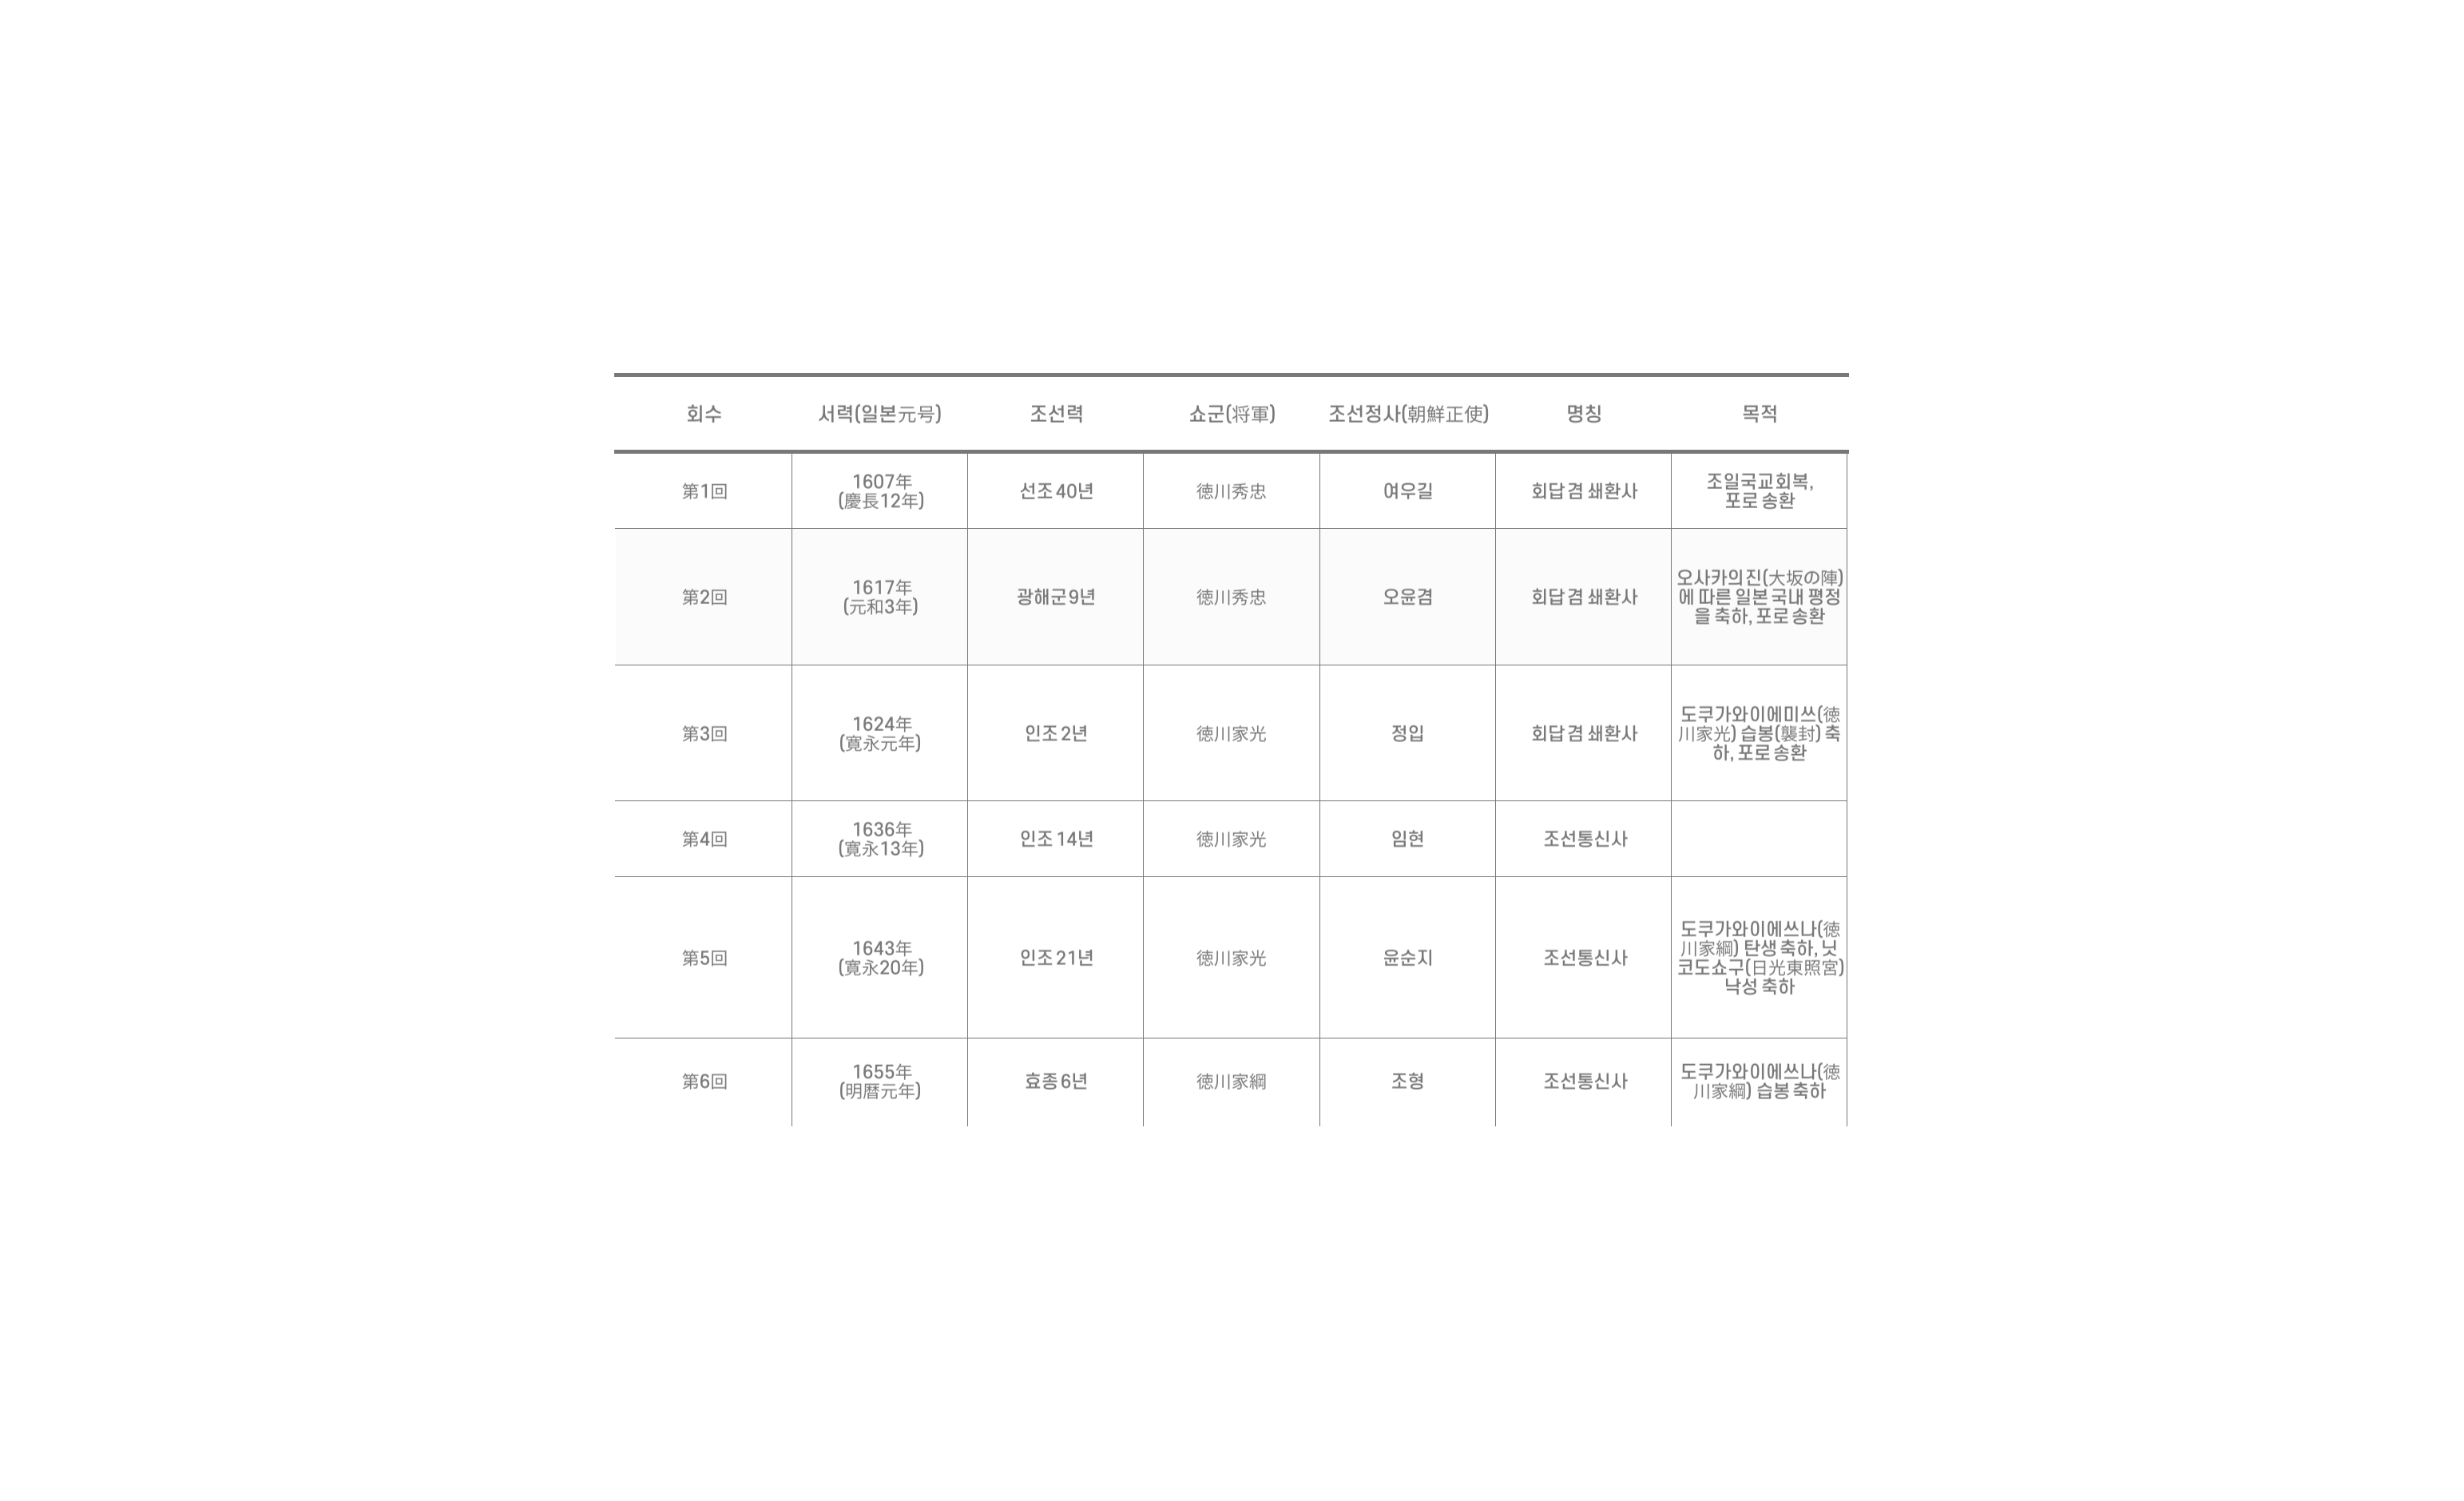 회수 서력(일본元号) 조선력 쇼군(将軍) 조선정사(朝鮮正使) 명칭 목적
第1回 1607年 선조 40년 徳川秀忠 여우길 회답 겸 쇄환사 조일국교회복,
(慶長12年) 포로 송환
第2回 1617年 광해군 9년 徳川秀忠 오윤겸 회답 겸 쇄환사 오사카의 진(大坂の陣)
(元和3年) 에 따른 일본 국내 평정
을 축하, 포로 송환
第3回 1624年 인조 2년 徳川家光 정입 회답 겸 쇄환사 도쿠가와이에미쓰(徳
(寛永元年) 川家光) 습봉(襲封) 축
하, 포로 송환
第4回 1636年 인조 14년 徳川家光 임현 조선통신사
(寛永13年)
第5回 1643年 인조 21년 徳川家光 윤순지 조선통신사 도쿠가와이에쓰나(徳
(寛永20年) 川家綱) 탄생 축하, 닛
코도쇼구(日光東照宮)
낙성 축하
第6回 1655年 효종 6년 徳川家綱 조형 조선통신사 도쿠가와이에쓰나(徳
(明暦元年) 川家綱) 습봉 축하